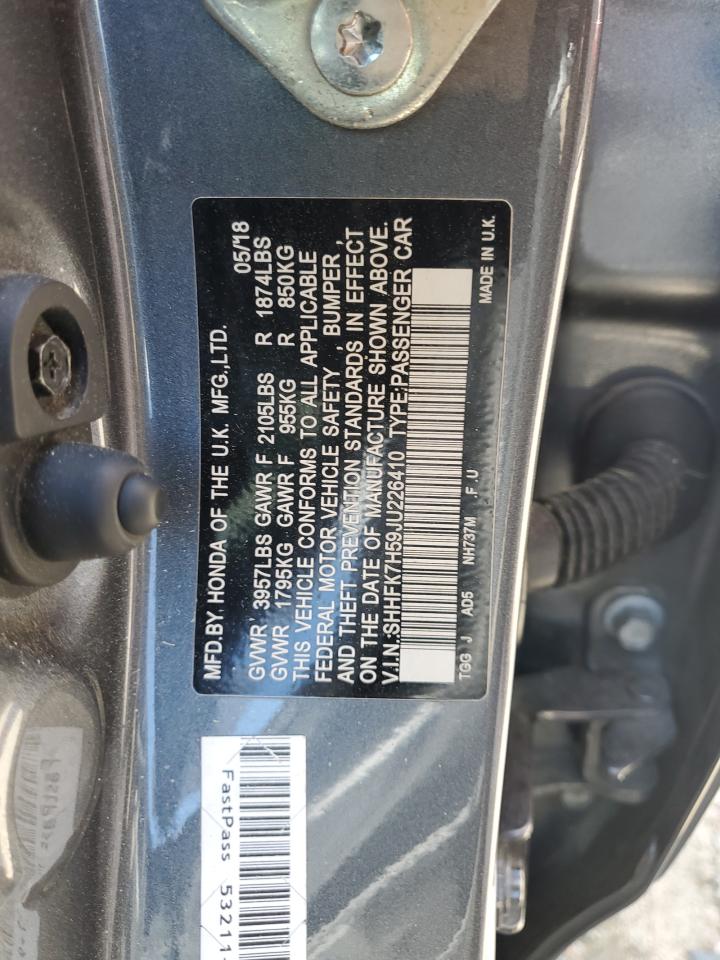 MFD.BY HONDA OF THE U.K. MFG.,LTD.
05/18
GVWR 3957LBS GAWR F 2105LBS R 1874LBS
GVWR 1795KG GAWR F 955KG R 850KG
THIS VEHICLE CONFORMS TO ALL APPLICABLE
FEDERAL MOTOR VEHICLE SAFETY , BUMPER ,
AND THEFT PREVENTION STANDARDS IN EFFECT
ON THE DATE OF MANUFACTURE SHOWN ABOVE.
V.I.N.:SHHFK7H59JU226410 TYPE:PASSENGER CAR
TGG J AD5 NH737M .F.U MADE IN U.K.
FastPass 53211